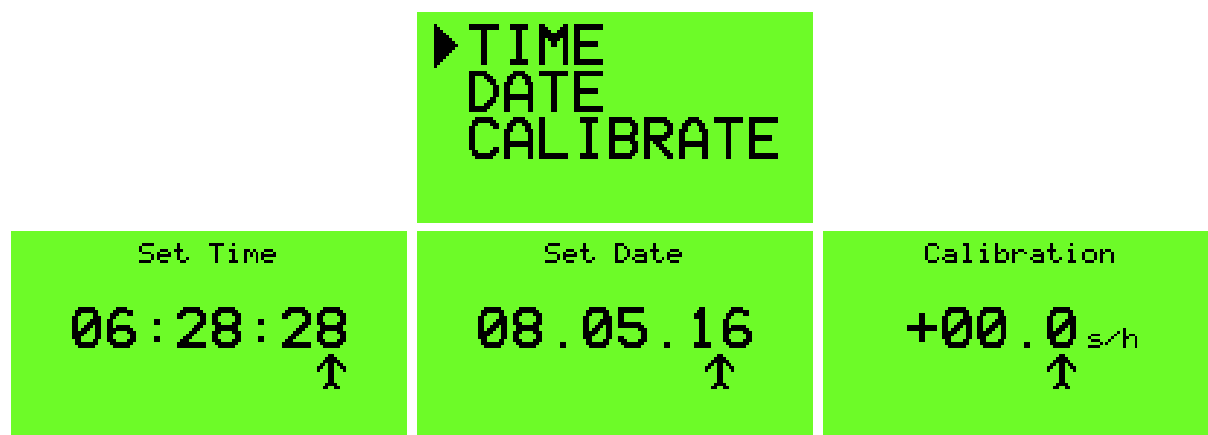 TIME
DATE
CALIBRATE
Set Time
06:28:28
Set Date
08.05.16
Calibration
+00.0 s/h